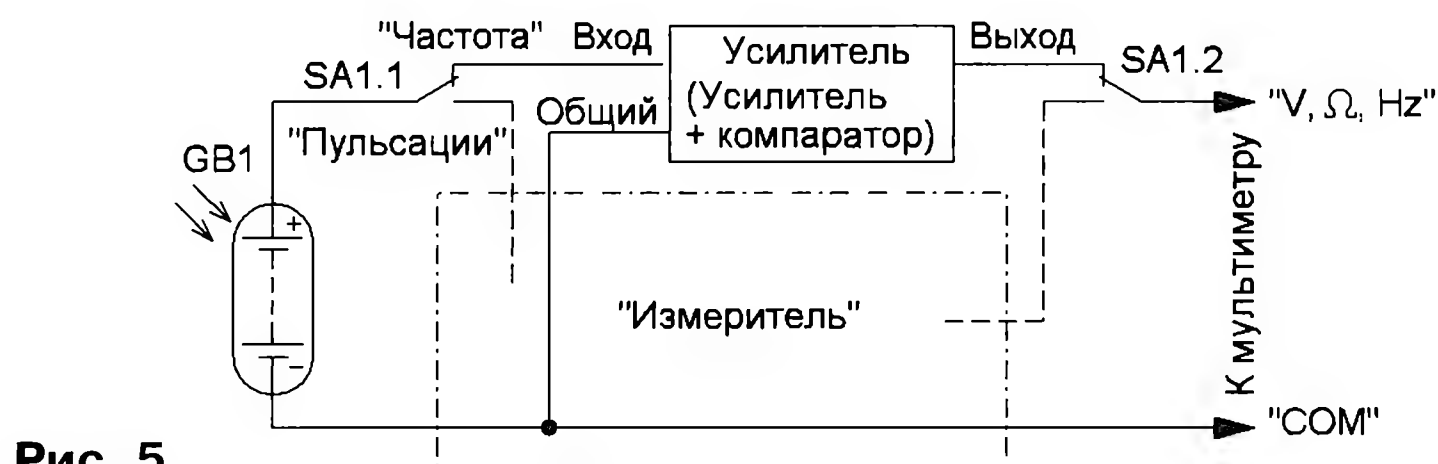 "Частота"
Вход
Усилитель
(Усилитель
+ компаратор)
Выход
SA1.1
SA1.2
Общий
"V, Ω, Hz"
"Пульсации"
GB1
+
К мультиметру
"Измеритель"
-
"COM"
Рис. 5